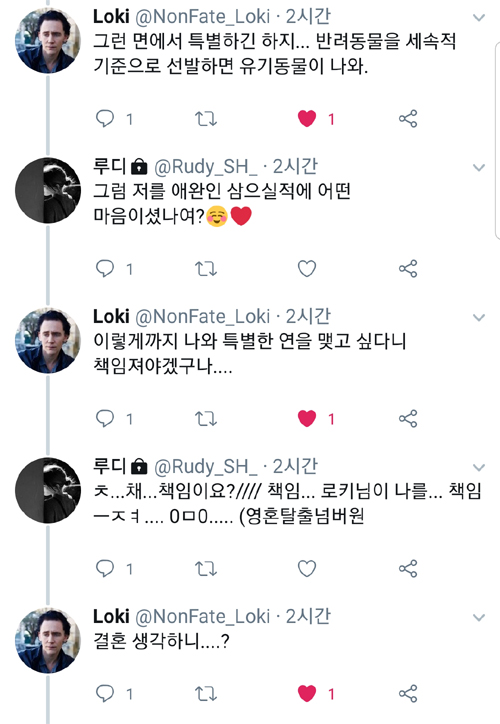 Loki @NonFate_Loki · 2시간
그런 면에서 특별하긴 하지... 반려동물을 세속적
기준으로 선발하면 유기동물이 나와.
1 1
루디 @Rudy_SH_ · 2시간
그럼 저를 애완인 삼으실적에 어떤
마음이셨나여?☺️❤️
1
Loki @NonFate_Loki · 2시간
이렇게까지 나와 특별한 연을 맺고 싶다니
책임져야겠구나....
1 1
루디 @Rudy_SH_ · 2시간
ㅊ...채...책임이요?//// 책임... 로키님이 나를... 책임
ㅡㅈㅕ.... 0ㅁ0..... (영혼탈출넘버원
1
Loki @NonFate_Loki · 2시간
결혼 생각하니....?
1 1